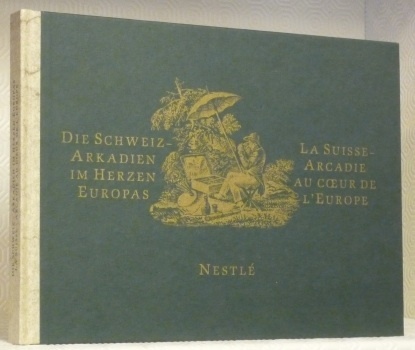 Die Schweiz-
Arkadien
im Herzen
Europas
La Suisse-
Arcadie
au cœur de
l'Europe
Nestlé